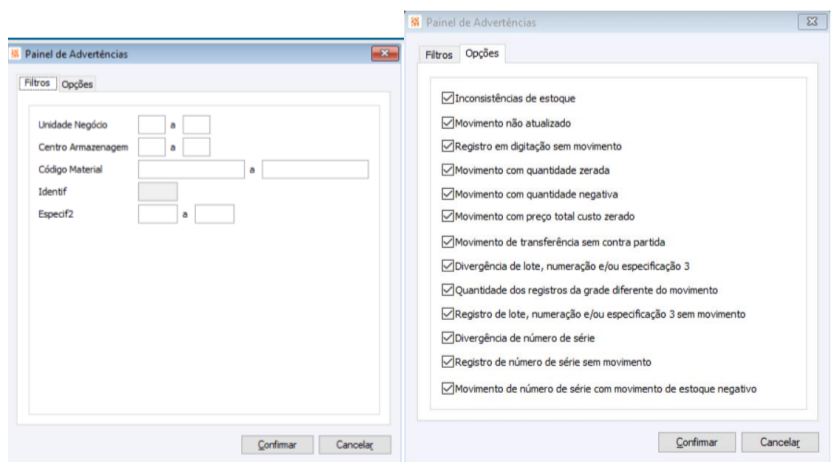 Painel de Advertências
Filtros Opções
Unidade Negócio a
Centro Armazenagem a
Código Material a
Identif
Especif2 a
Confirmar Cancelar
Painel de Advertências
Filtros Opções
Inconsistências de estoque
Movimento não atualizado
Registro em digitação sem movimento
Movimento com quantidade zerada
Movimento com quantidade negativa
Movimento com preço total custo zerado
Movimento de transferência sem contra partida
Divergência de lote, numeração e/ou especificação 3
Quantidade dos registros da grade diferente do movimento
Registro de lote, numeração e/ou especificação 3 sem movimento
Divergência de número de série
Registro de número de série sem movimento
Movimento de número de série com movimento de estoque negativo
Confirmar Cancelar